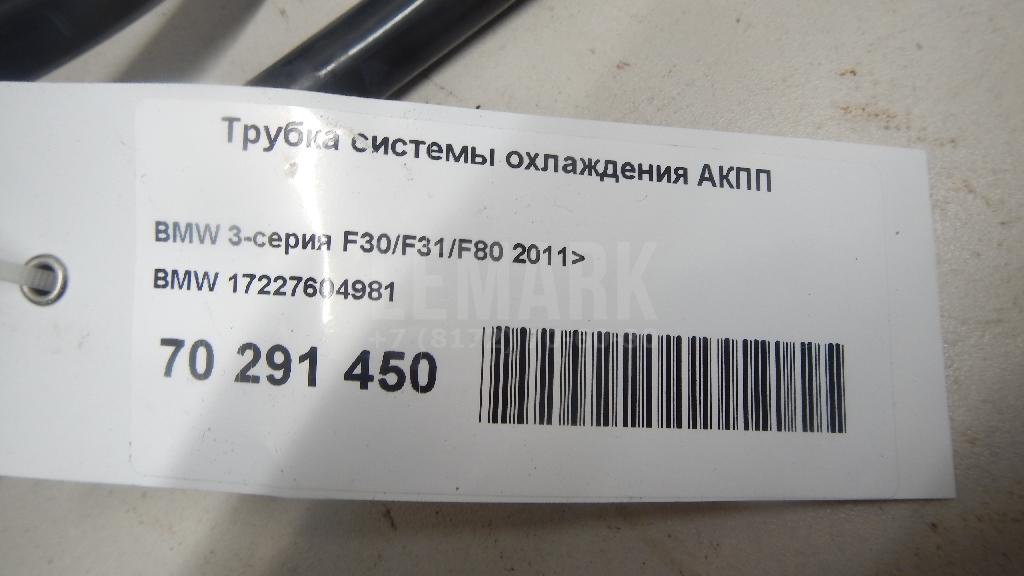 Трубка системы охлаждения АКПП
BMW 3-серия F30/F31/F80 2011>
BMW 17227604981
70 291 450